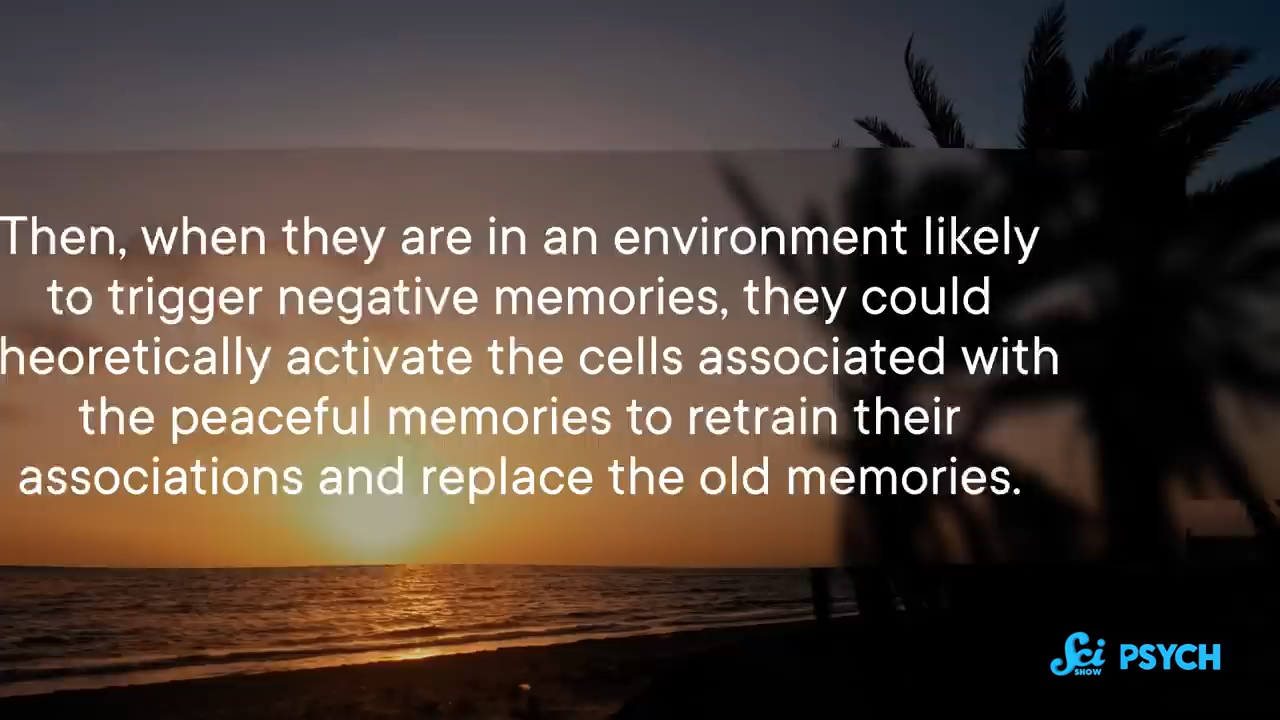 Then, when they are in an environment likely
to trigger negative memories, they could
heoretically activate the cells associated with
the peaceful memories to retrain their
associations and replace the old memories.
Sci
SHOW
PSYCH